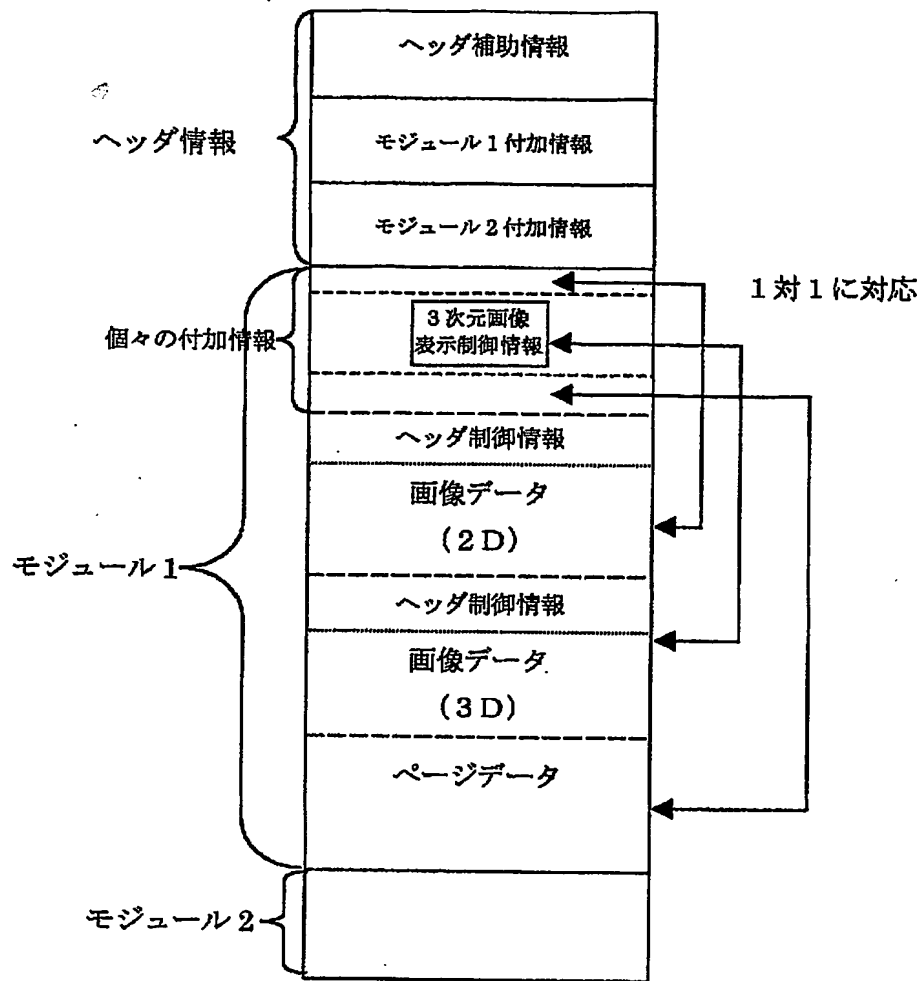 ヘッダ補助情報
ヘッダ情報
モジュール1付加情報
モジュール2付加情報
1対1に対応
個々の付加情報
3次元画像
表示制御情報
ヘッダ制御情報
画像データ
(2D)
モジュール1
ヘッダ制御情報
画像データ
(3D)
ページデータ
モジュール2